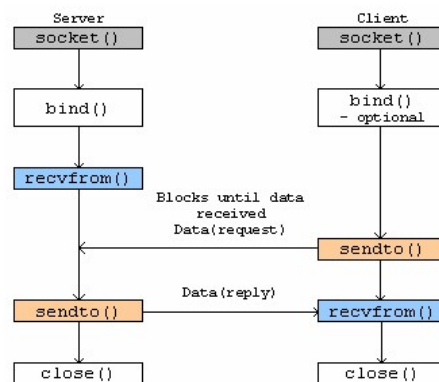 Server
Client
socket()
socket()
bind()
bind()
- optional
recvfrom()
Blocks until data
received
Data(request)
sendto()
Data(reply)
sendto()
recvfrom()
close()
close()